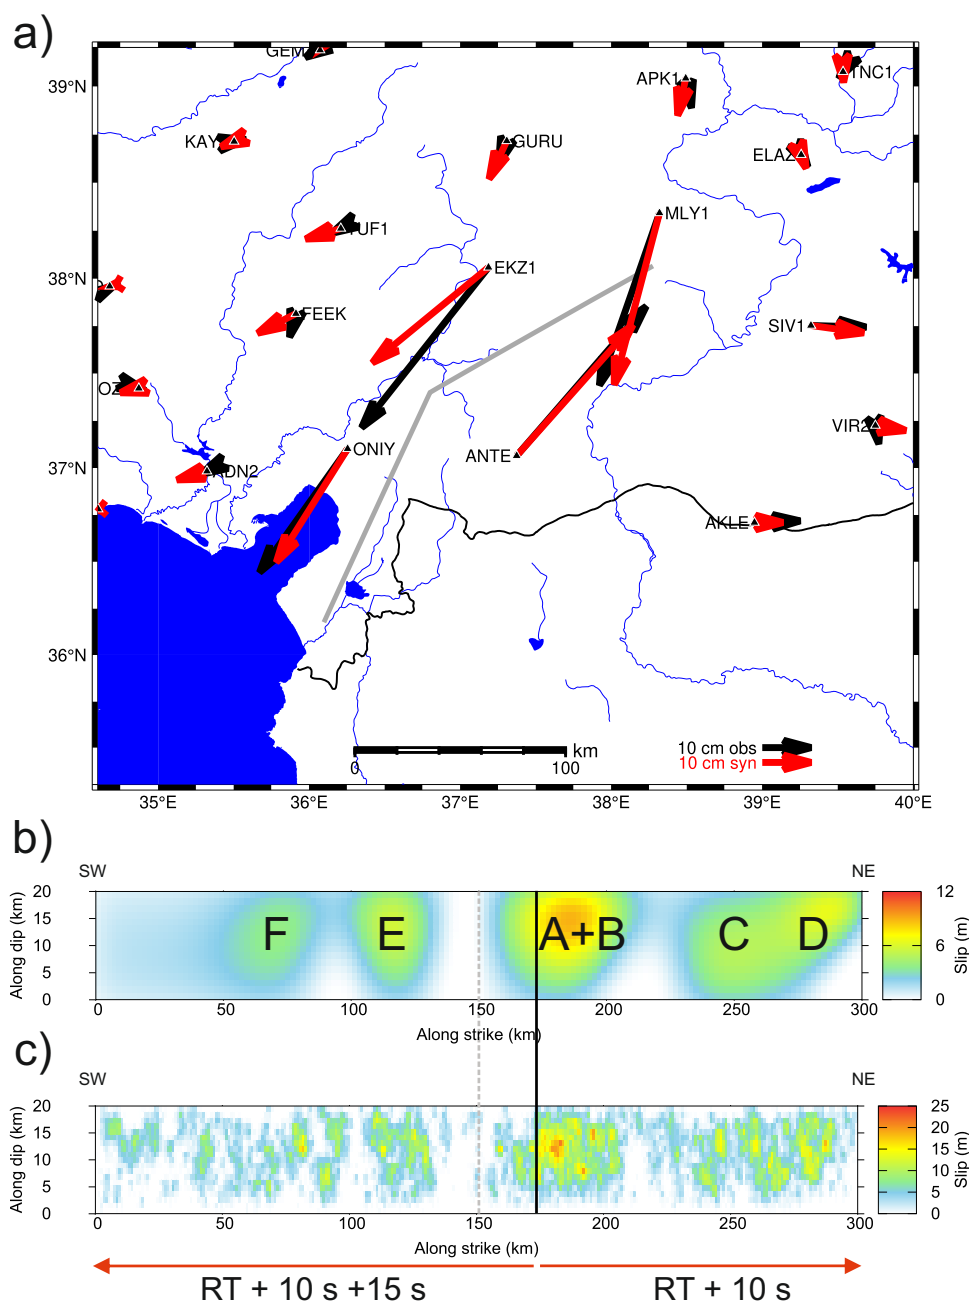 a)
GEM
APK1
TNC1
39°N
KAY
GURU
ELAZ
MLY1
TUF1
38°N
EKZ1
FEEK
SIV1
OZ
VIR2
ONIY
ANTE
37°N
DN2
AKLE
36°N
10 cm obs
10 cm syn
km
0
100
35°E 36°E 37°E 38°E 39°E 40°E
b)
SW
NE
Along dip (km)
20
15
10
5
0
F E A+B C D
12
6
0
Slip (m)
0 50 100 150 200 250 300
Along strike (km)
c)
SW
NE
Along dip (km)
20
15
10
5
0
25
20
15
10
5
0
Slip (m)
0 50 100 150 200 250 300
Along strike (km)
RT + 10 s +15 s
RT + 10 s